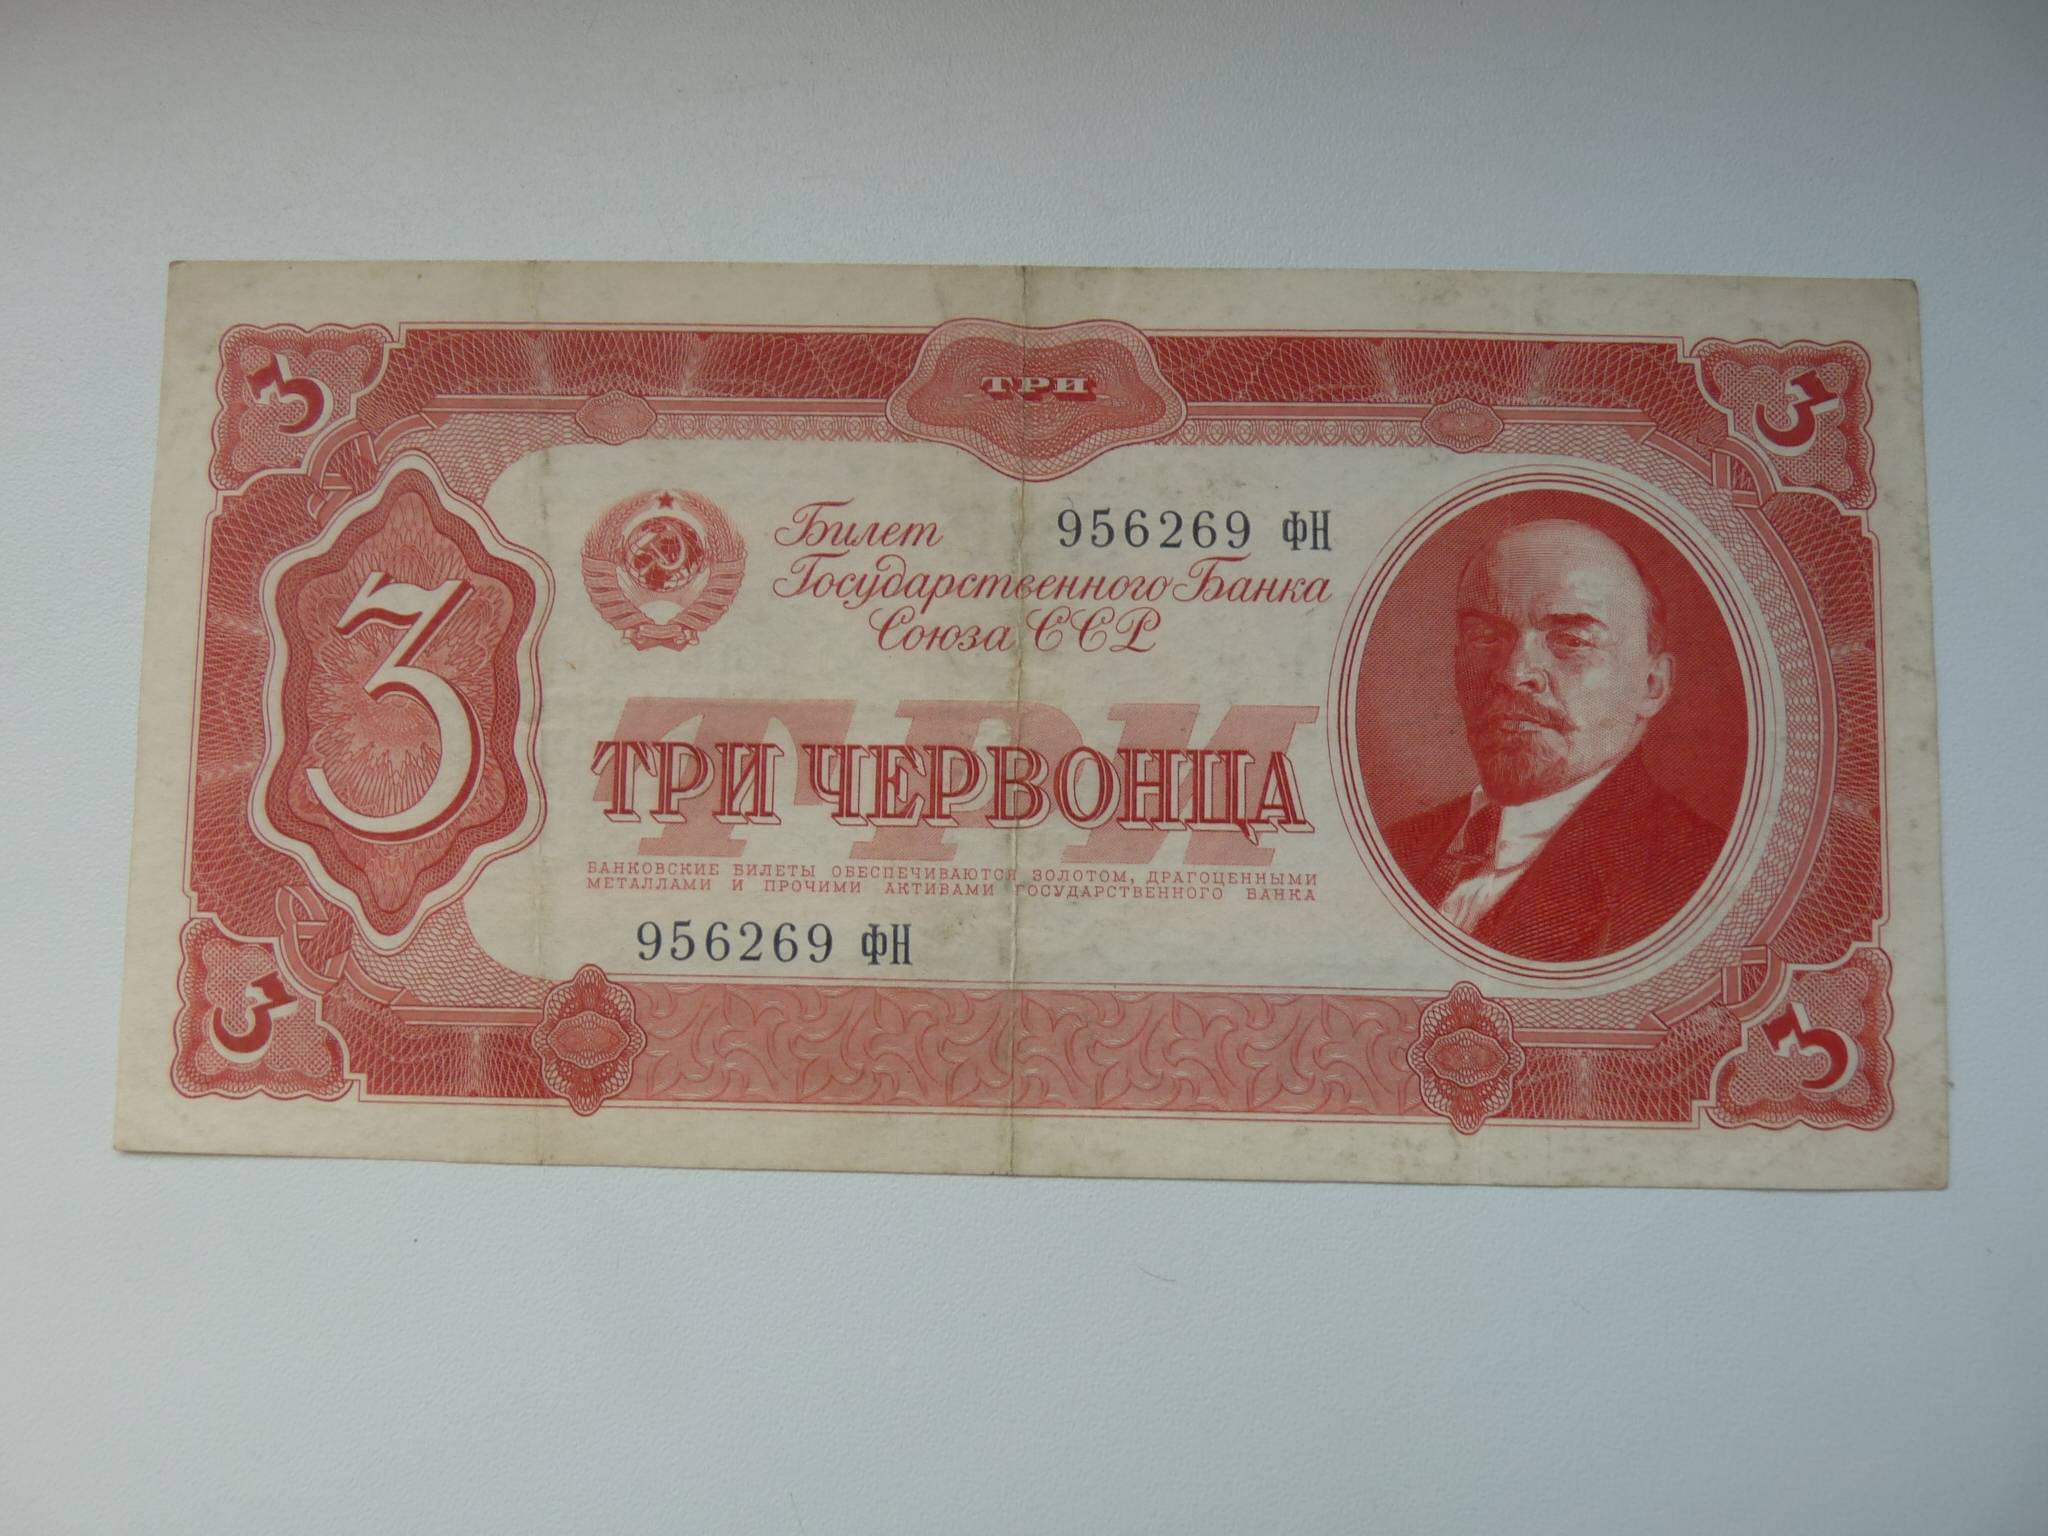 3
ТРИ
3
Билет
956269 ФН
Государственного Банка
Союза ССР
3
ТРИ
ТРИ ЧЕРВОНЦА
БАНКОВСКИЕ БИЛЕТЫ ОБЕСПЕЧИВАЮТСЯ ЗОЛОТОМ, ДРАГОЦЕННЫМИ
МЕТАЛЛАМИ И ПРОЧИМИ АКТИВАМИ ГОСУДАРСТВЕННОГО БАНКА
956269 ФН
3
3